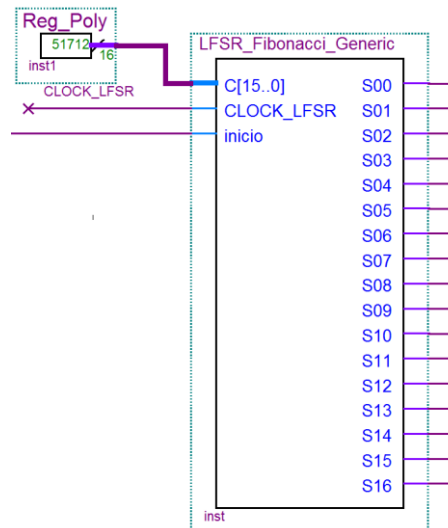 Reg_Poly
51712
16
inst1
CLOCK_LFSR
LFSR_Fibonacci_Generic
C[15..0]
CLOCK_LFSR
inicio
S00
S01
S02
S03
S04
S05
S06
S07
S08
S09
S10
S11
S12
S13
S14
S15
S16
inst